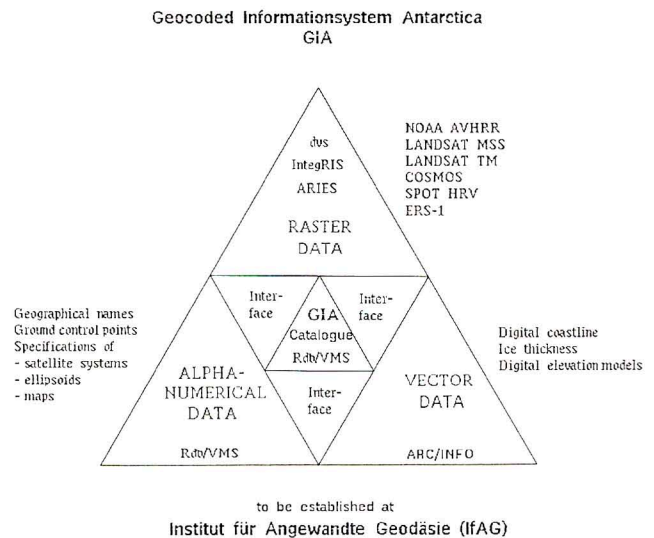 Geocoded Informationsystem Antarctica
GIA
dvs
IntegRIS
ARIES
RASTER
DATA
NOAA AVHRR
LANDSAT MSS
LANDSAT TM
COSMOS
SPOT HRV
ERS-1
Inter-
face
GIA
Catalogue
Rdb/VMS
Inter-
face
Inter-
face
Geographical names
Ground control points
Specifications of
- satellite systems
- ellipsoids
- maps
ALPHA-
NUMERICAL
DATA
Rdb/VMS
VECTOR
DATA
ARC/INFO
Digital coastline
Ice thickness
Digital elevation models
to be established at
Institut für Angewandte Geodäsie (IfAG)